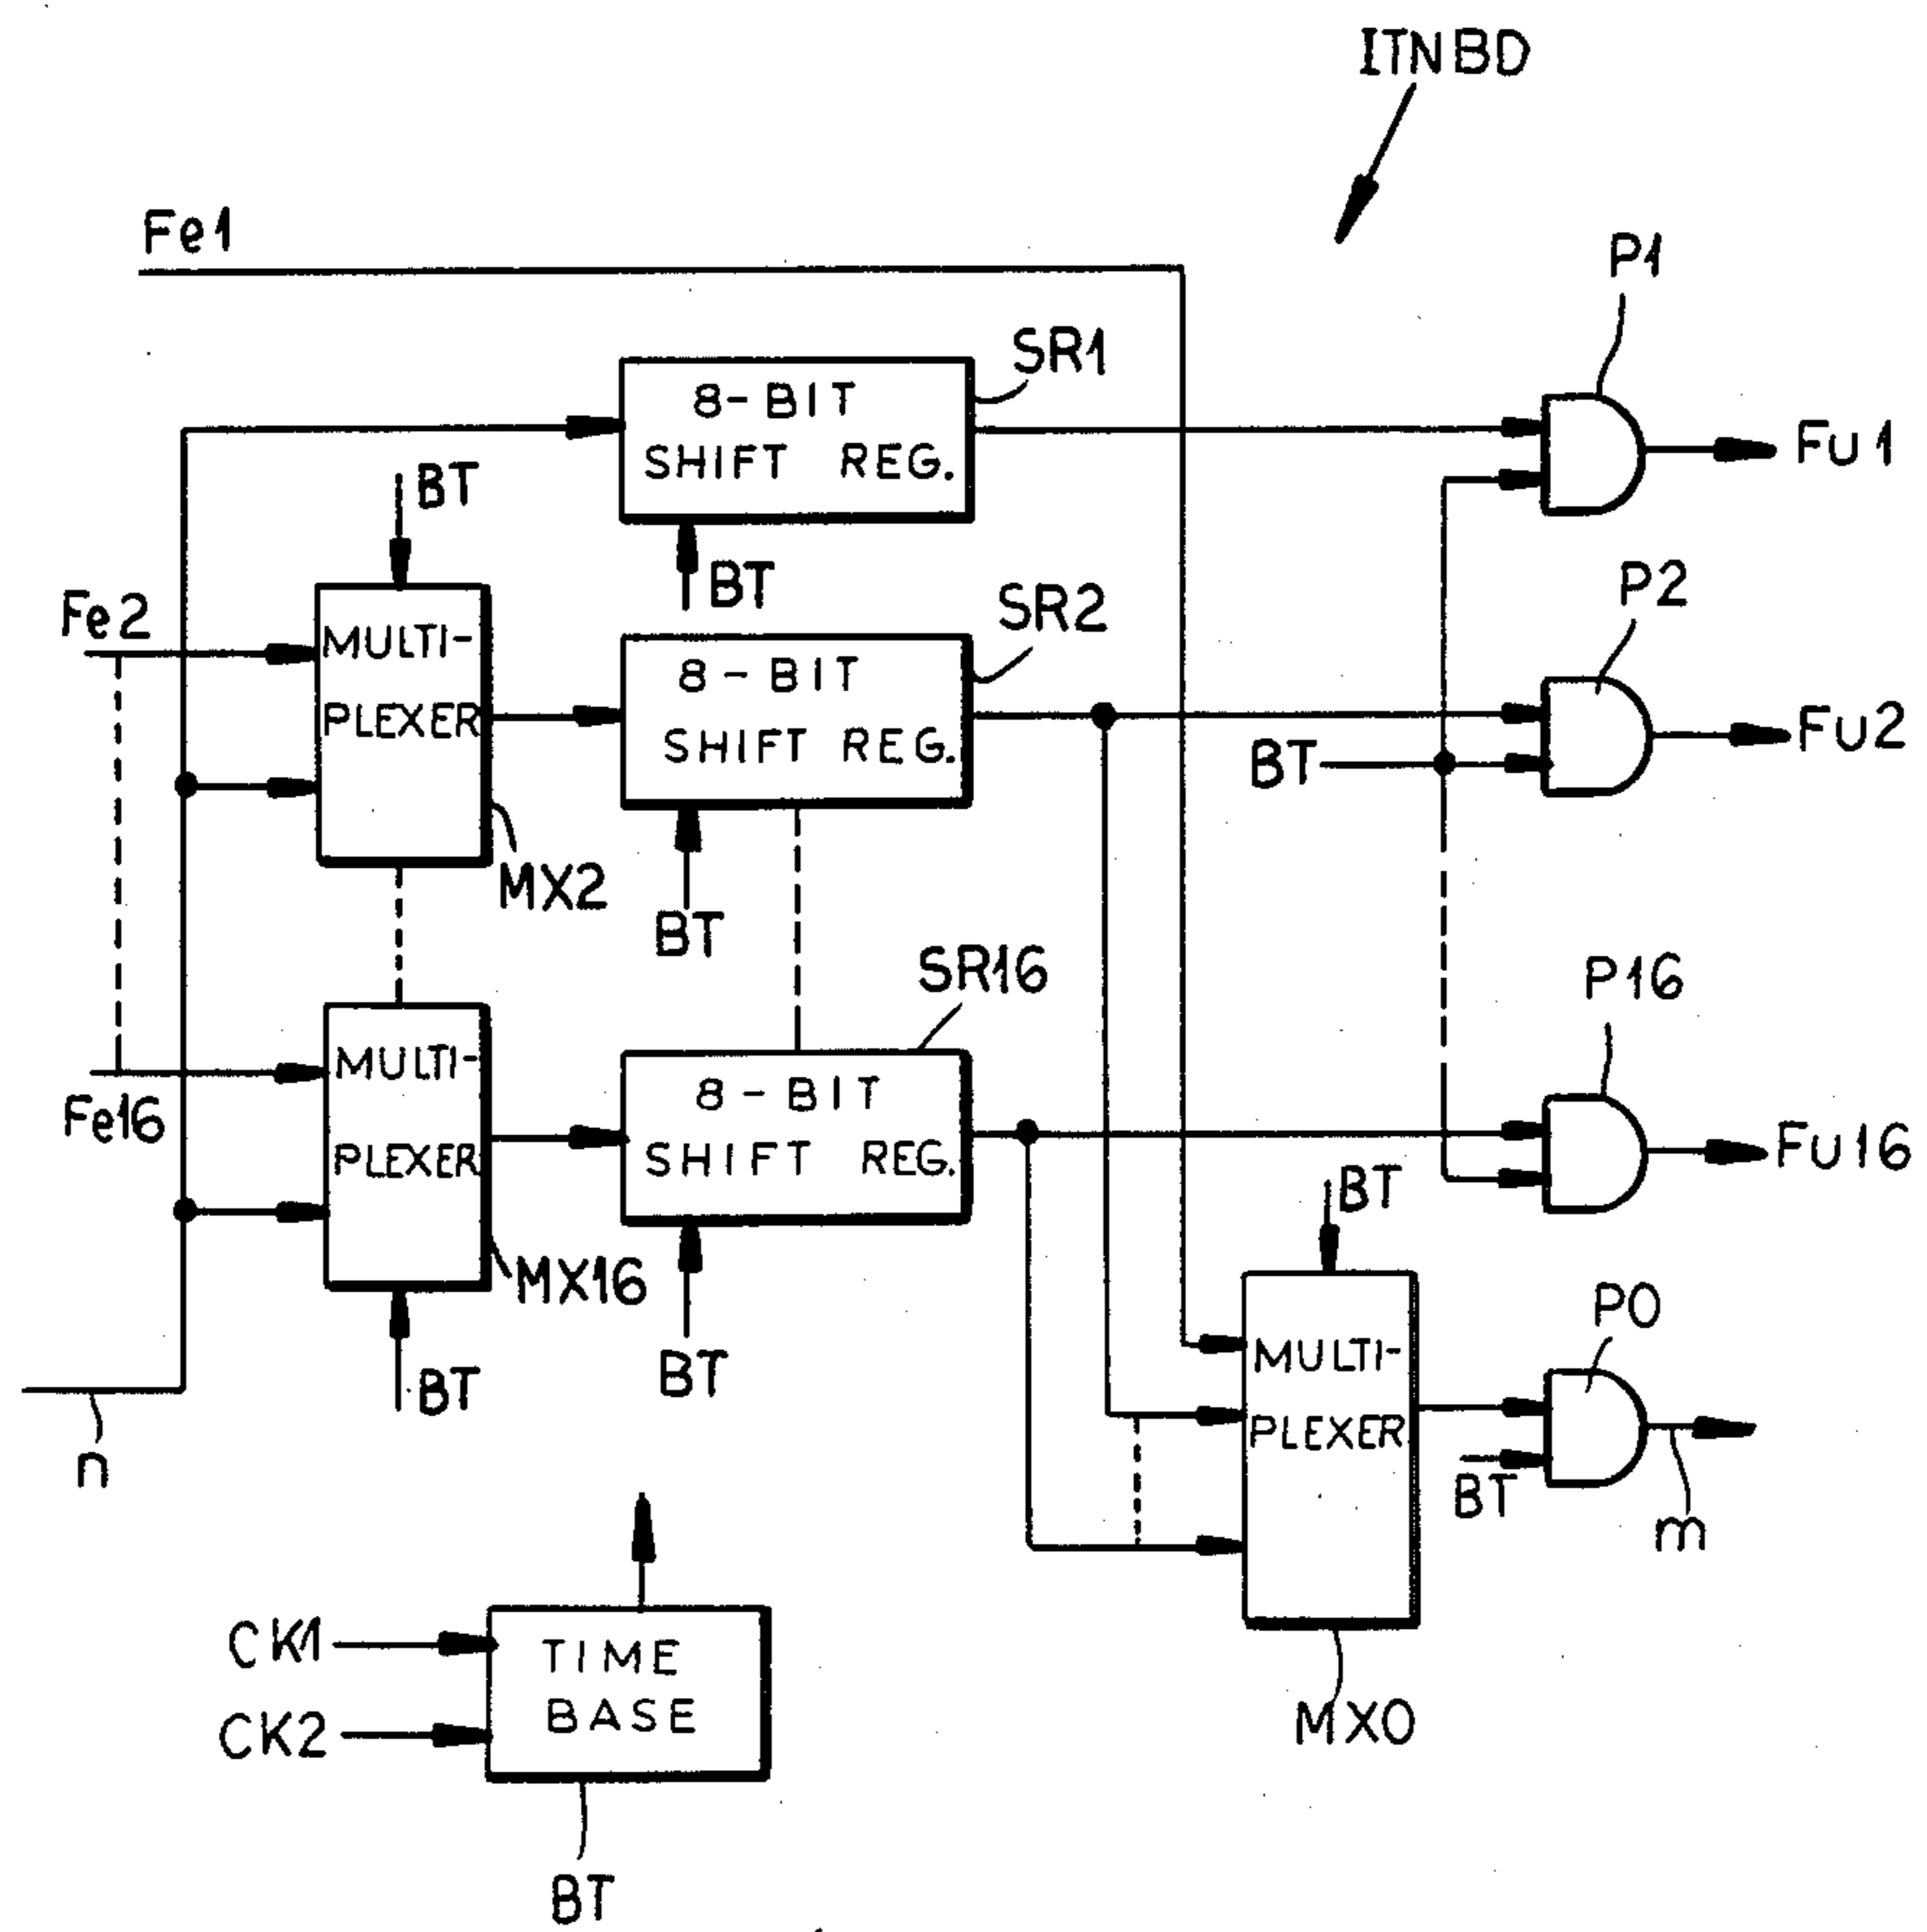 ITNBD
Fe1
P1
SR1
8-BIT
SHIFT REG.
FU1
BT
BT
P2
Fe2
SR2
MULTI-
PLEXER
8-BIT
SHIFT REG.
FU2
BT
MX2
BT
SR16
P16
MULTI-
PLEXER
8-BIT
SHIFT REG.
Fe16
FU16
BT
MX16
BT
BT
P0
MULTI-
PLEXER
n
BT
m
CK1
TIME
BASE
CK2
MX0
BT